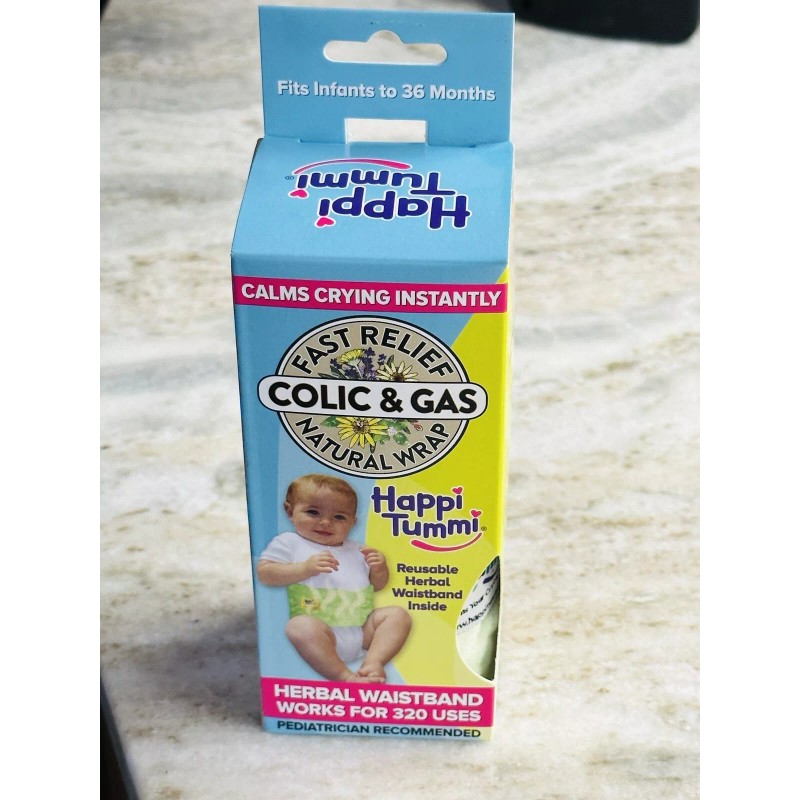 Fits Infants to 36 Months
Happi
Tummi®
CALMS CRYING INSTANTLY
FAST RELIEF
COLIC & GAS
NATURAL WRAP
Happi
Tummi®
Reusable
Herbal
Waistband
Inside
HERBAL WAISTBAND
WORKS FOR 320 USES
PEDIATRICIAN RECOMMENDED